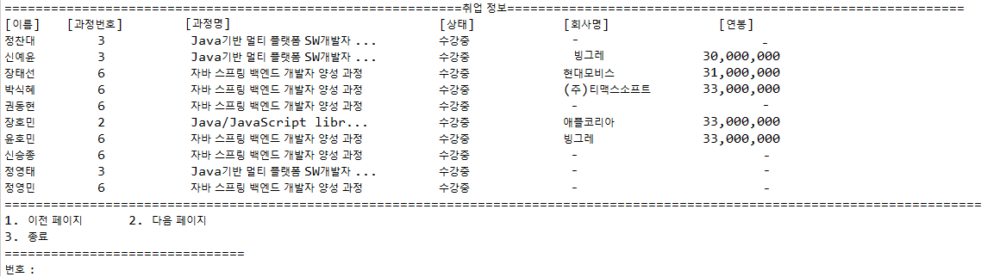 ===========================================================취업 정보===========================================================
[이름] [과정번호] [과정명] [상태] [회사명] [연봉]
정찬대 3 Java기반 멀티 플랫폼 SW개발자 ... 수강중 - -
신예윤 3 Java기반 멀티 플랫폼 SW개발자 ... 수강중 빙그레 30,000,000
장태선 6 자바 스프링 백엔드 개발자 양성 과정 수강중 현대모비스 31,000,000
박식혜 6 자바 스프링 백엔드 개발자 양성 과정 수강중 (주)티맥스소프트 33,000,000
권동현 6 자바 스프링 백엔드 개발자 양성 과정 수강중 - -
장호민 2 Java/JavaScript libr... 수강중 애플코리아 33,000,000
윤호민 6 자바 스프링 백엔드 개발자 양성 과정 수강중 빙그레 33,000,000
신승종 6 자바 스프링 백엔드 개발자 양성 과정 수강중 - -
정영태 3 Java기반 멀티 플랫폼 SW개발자 ... 수강중 - -
정영민 6 자바 스프링 백엔드 개발자 양성 과정 수강중 - -
==============================================================================================================================
1. 이전 페이지 2. 다음 페이지
3. 종료
===============================
번호 :